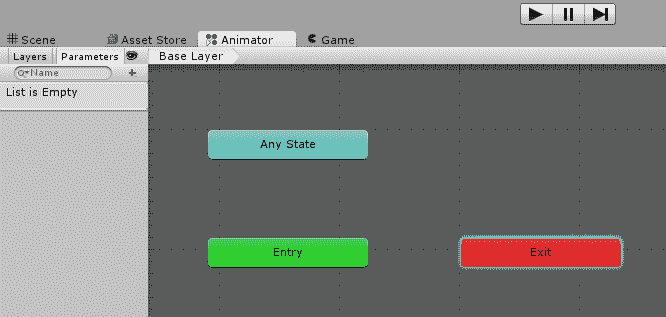 Scene Asset Store Animator Game
Layers Parameters Base Layer
Name +
List is Empty
Any State
Entry Exit